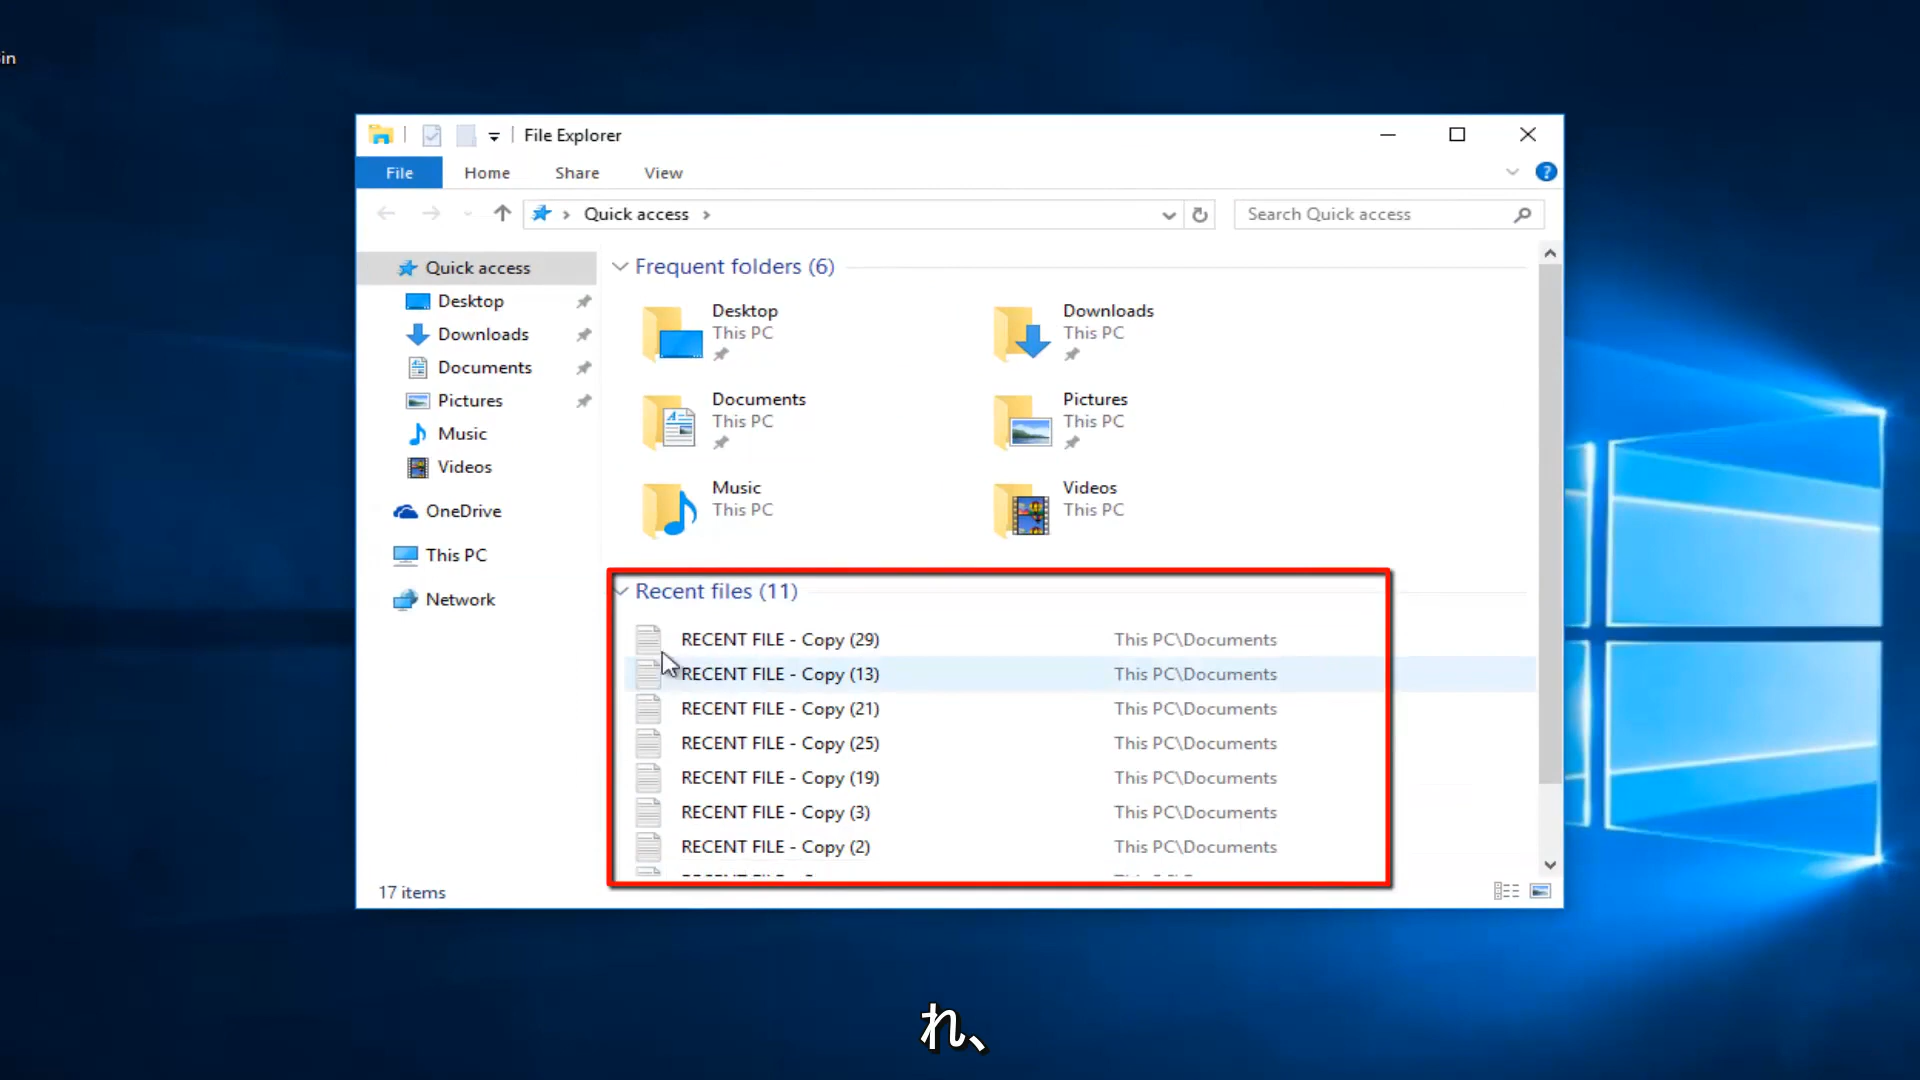 in
File Explorer
File Home Share View
Quick access
Search Quick access
Quick access
Desktop
Downloads
Documents
Pictures
Music
Videos
OneDrive
This PC
Network
Frequent folders (6)
Desktop
This PC
Downloads
This PC
Documents
This PC
Pictures
This PC
Music
This PC
Videos
This PC
Recent files (11)
RECENT FILE - Copy (29) This PC\Documents
RECENT FILE - Copy (13) This PC\Documents
RECENT FILE - Copy (21) This PC\Documents
RECENT FILE - Copy (25) This PC\Documents
RECENT FILE - Copy (19) This PC\Documents
RECENT FILE - Copy (3) This PC\Documents
RECENT FILE - Copy (2) This PC\Documents
17 items
れ、